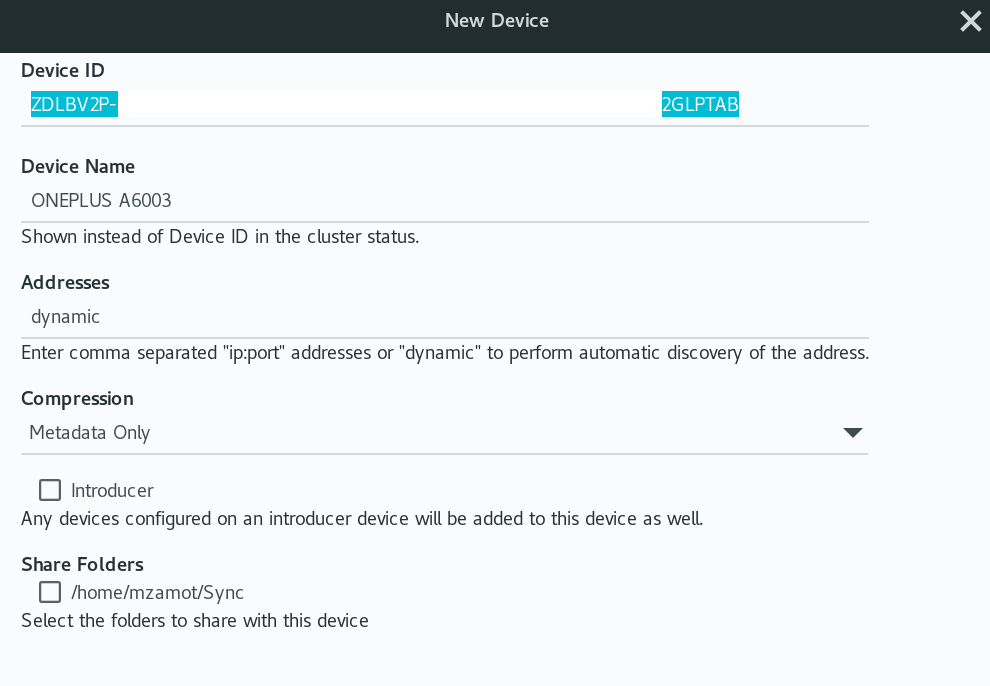 New Device
Device ID
ZDLBV2P- 2GLPTAB
Device Name
ONEPLUS A6003
Shown instead of Device ID in the cluster status.
Addresses
dynamic
Enter comma separated "ip:port" addresses or "dynamic" to perform automatic discovery of the address.
Compression
Metadata Only
Introducer
Any devices configured on an introducer device will be added to this device as well.
Share Folders
/home/mzamot/Sync
Select the folders to share with this device